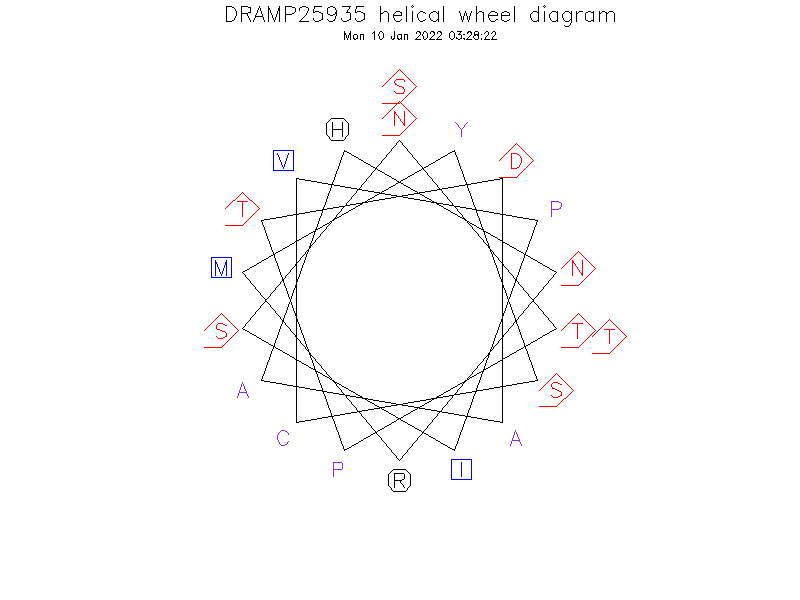 DRAMP25935 helical wheel diagram
Mon 10 Jan 2022 03:28:22
S
H N Y
V D
T P
M N
S T T
A S
C A
P R I